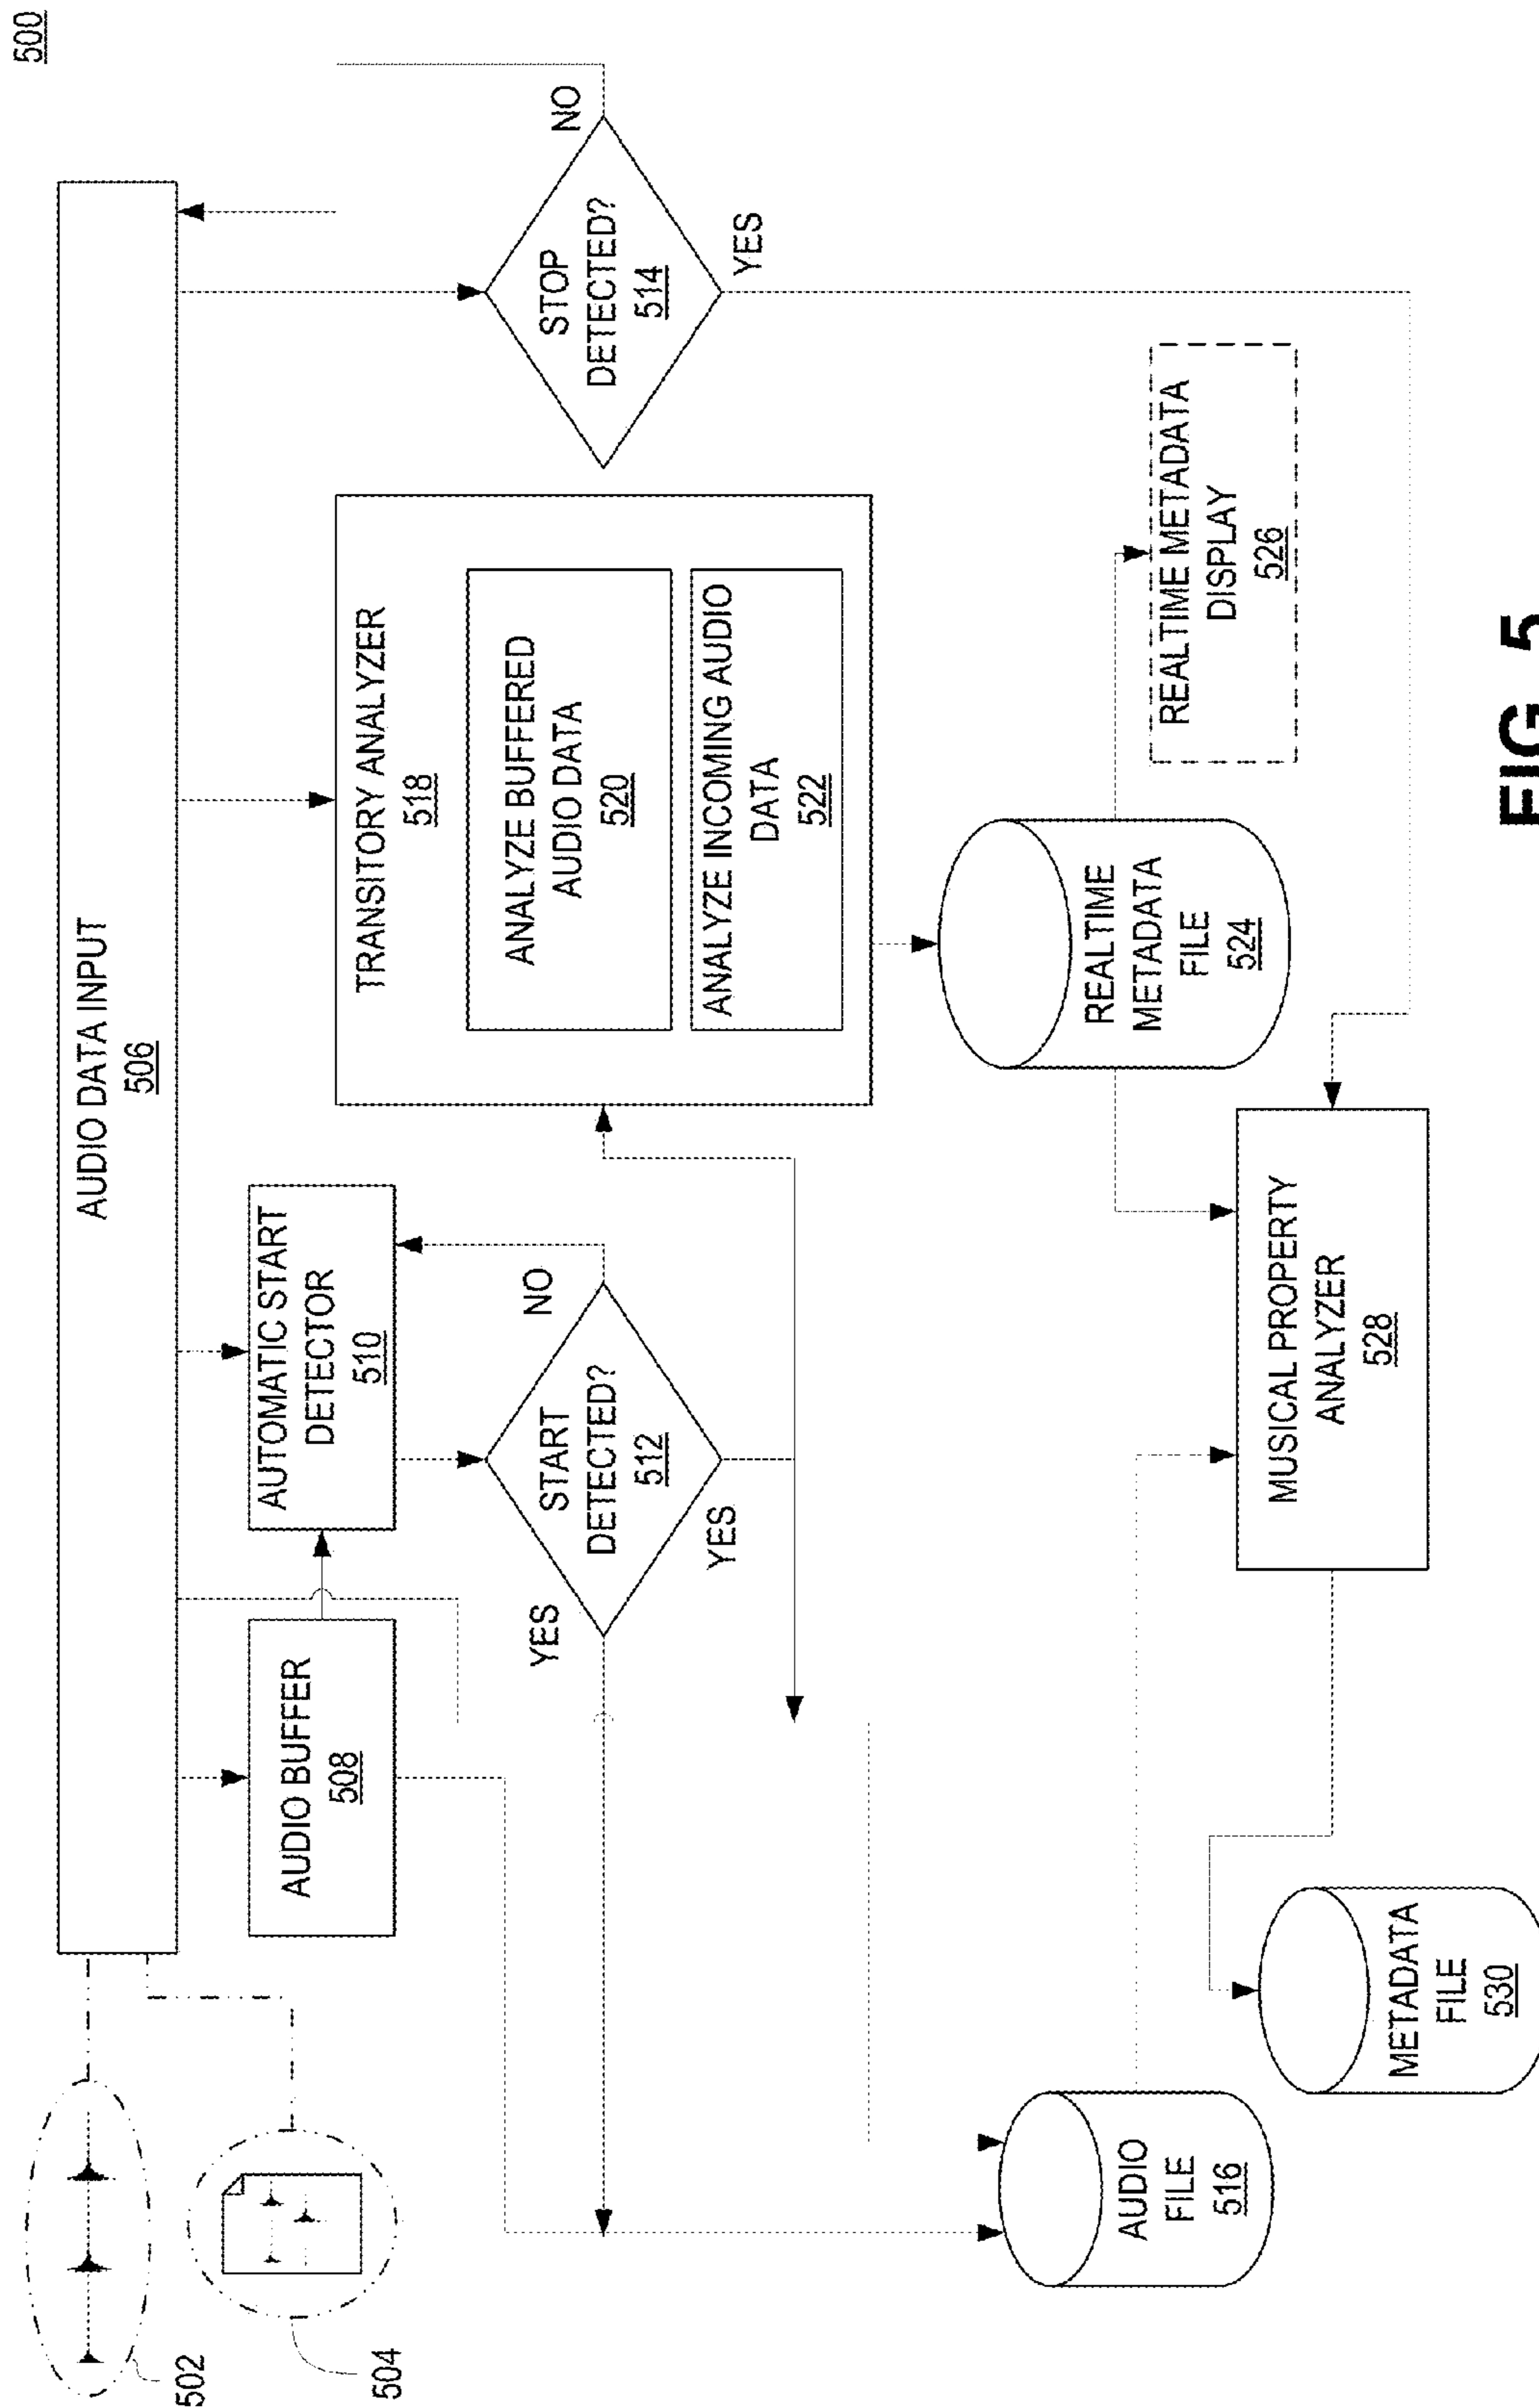 500
AUDIO DATA INPUT
506
502
504
AUDIO BUFFER
508
AUTOMATIC START
DETECTOR
510
START
DETECTED?
512
NO
YES
YES
TRANSITORY ANALYZER
518
ANALYZE BUFFERED
AUDIO DATA
520
ANALYZE INCOMING AUDIO
DATA
522
STOP
DETECTED?
514
NO
YES
AUDIO
FILE
516
REALTIME
METADATA
FILE
524
REALTIME METADATA
DISPLAY
526
METADATA
FILE
530
MUSICAL PROPERTY
ANALYZER
528
FIG. 5